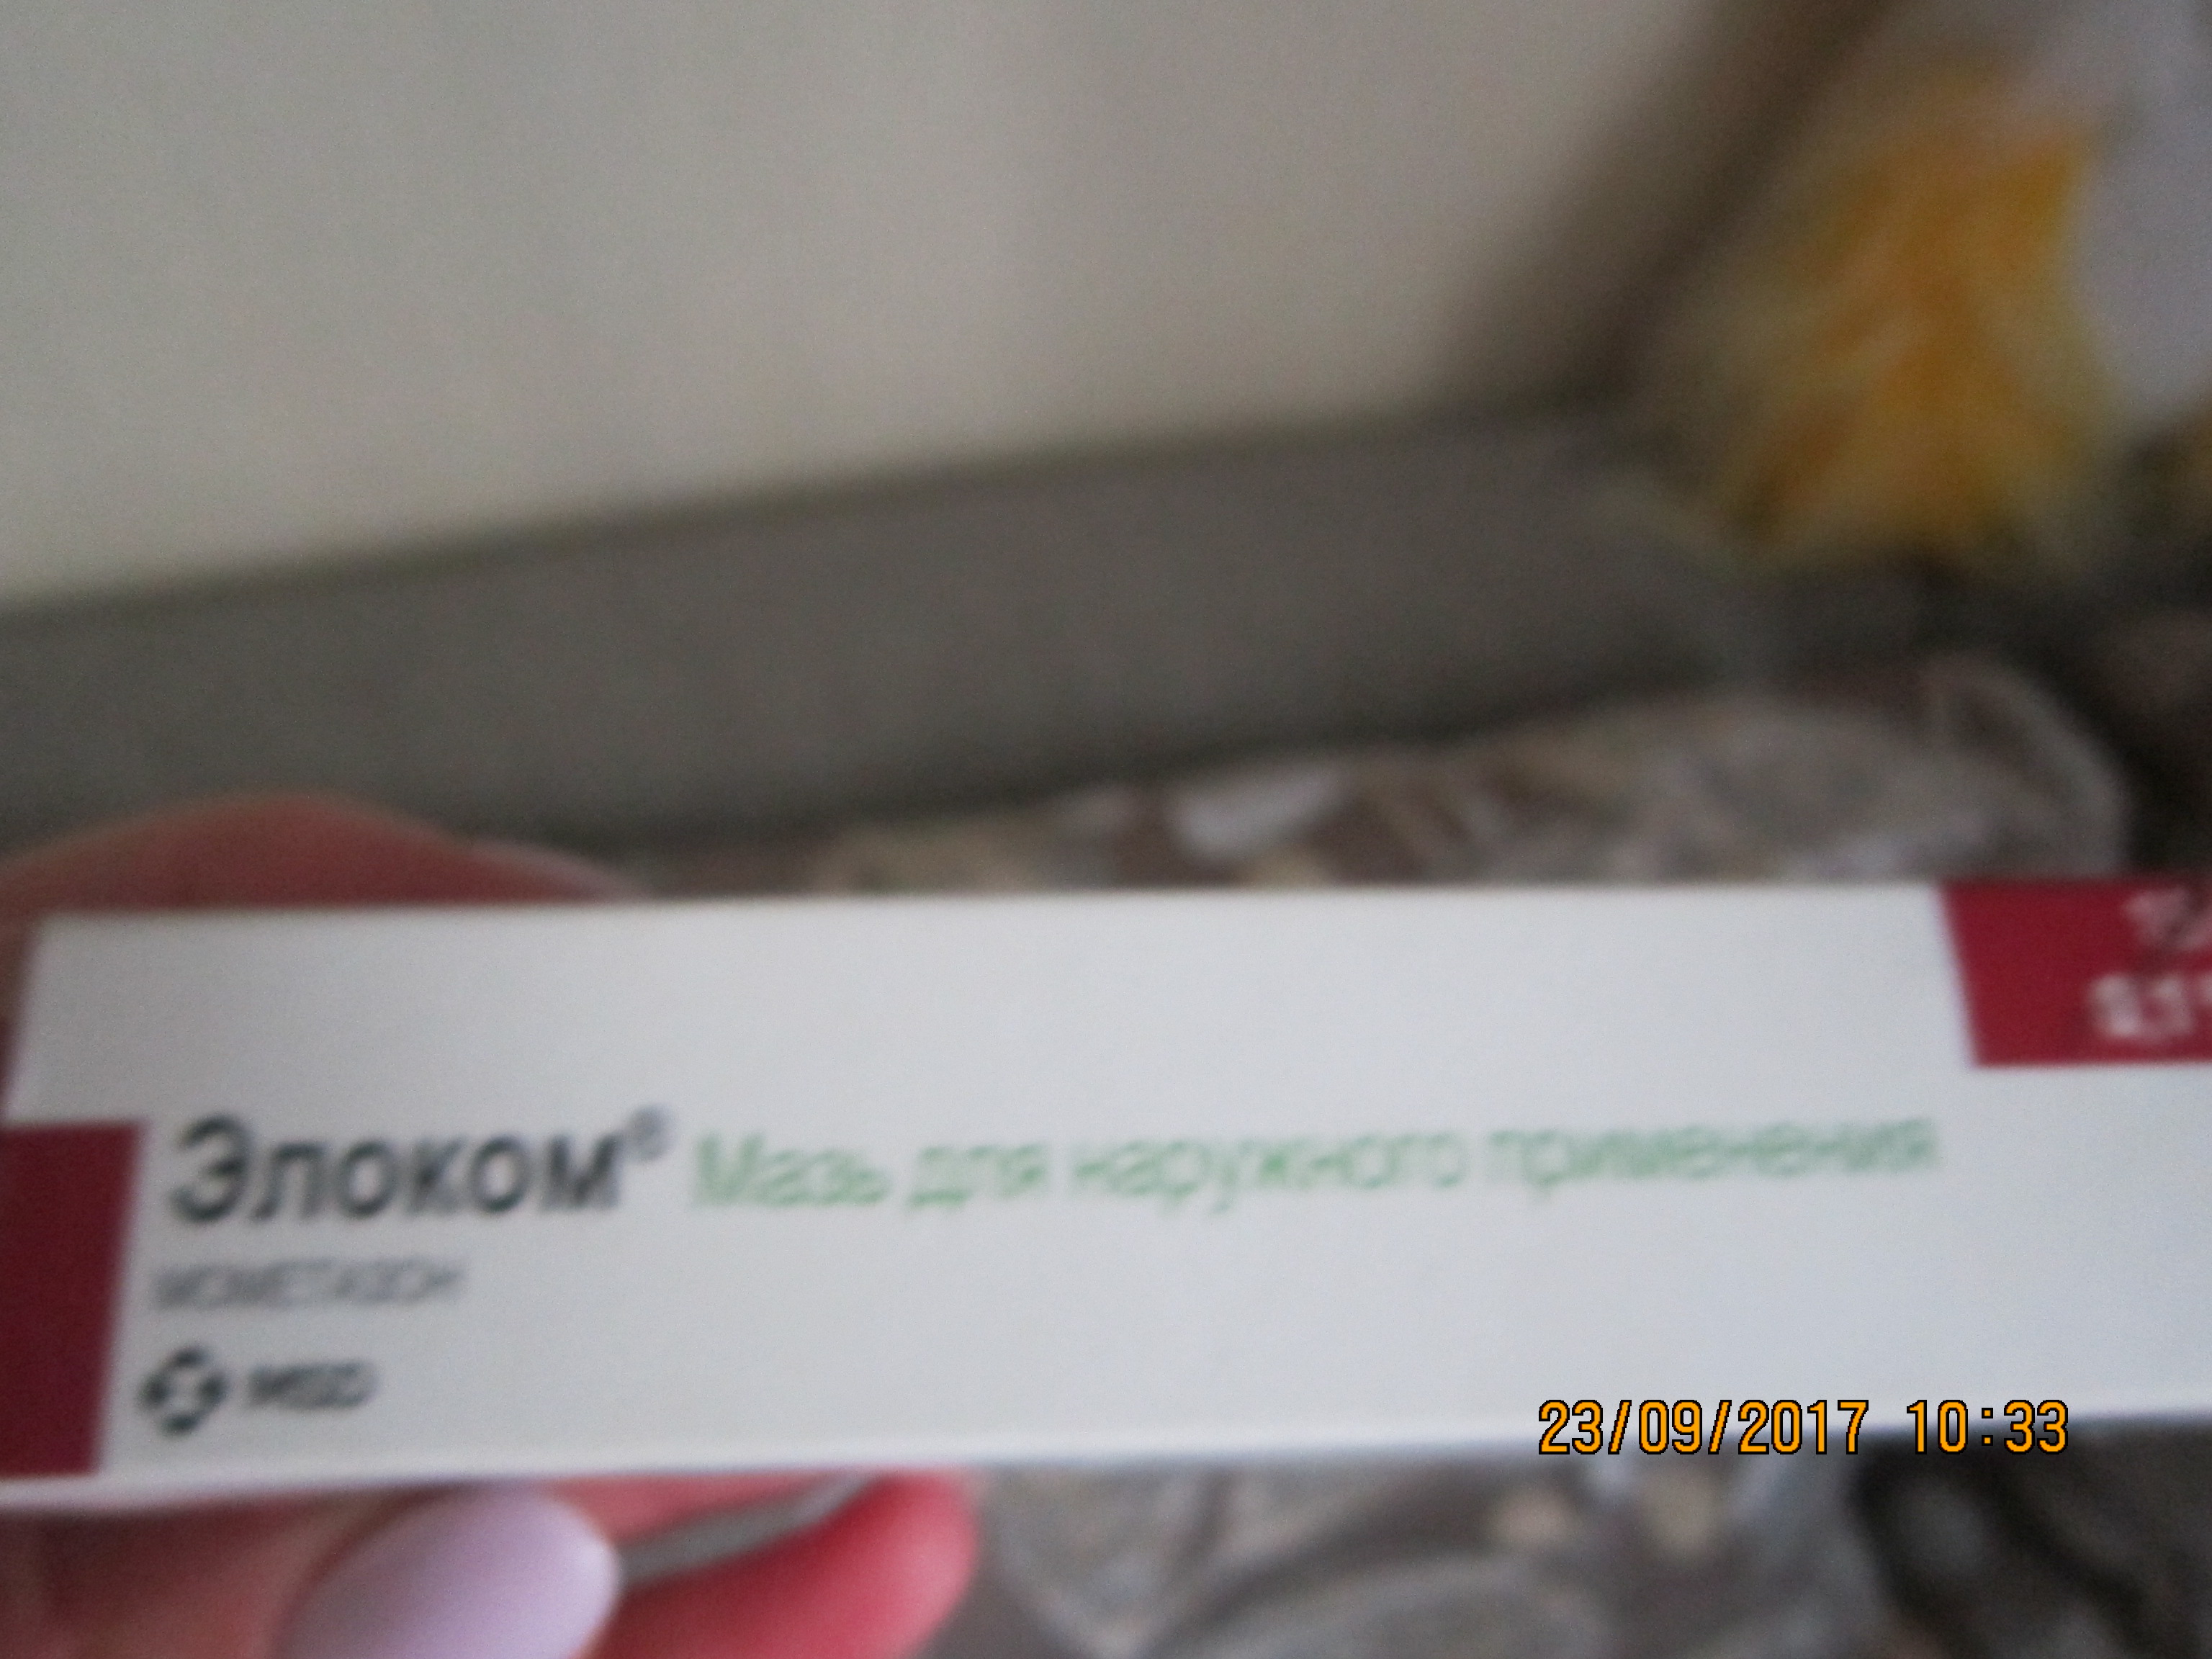 Элоком® Мазь для наружного применения
МОМЕТАЗОН
MSD
23/09/2017 10:33